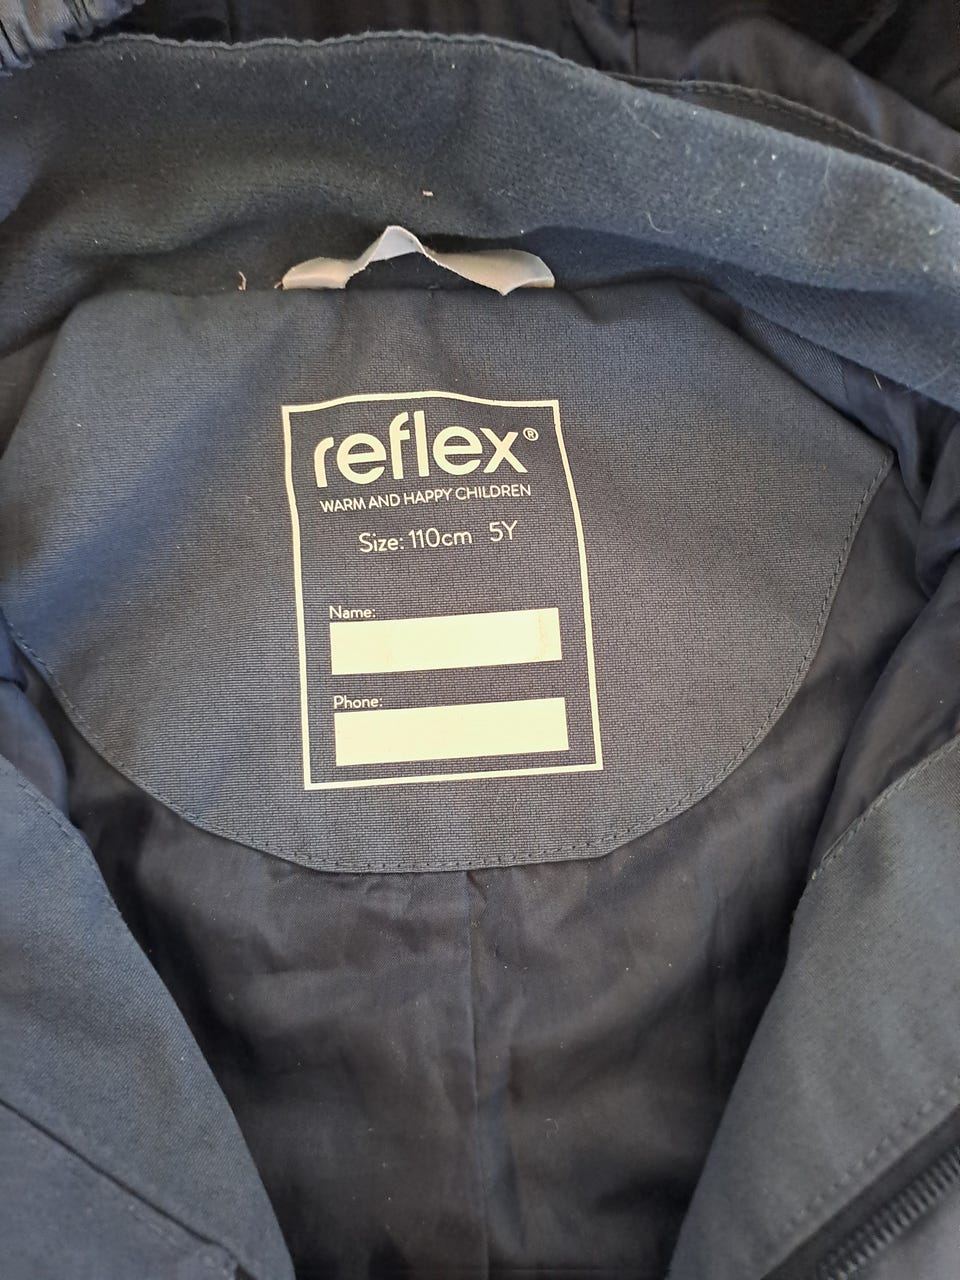 reflex®
WARM AND HAPPY CHILDREN
Size: 110cm 5Y
Name:
Phone: